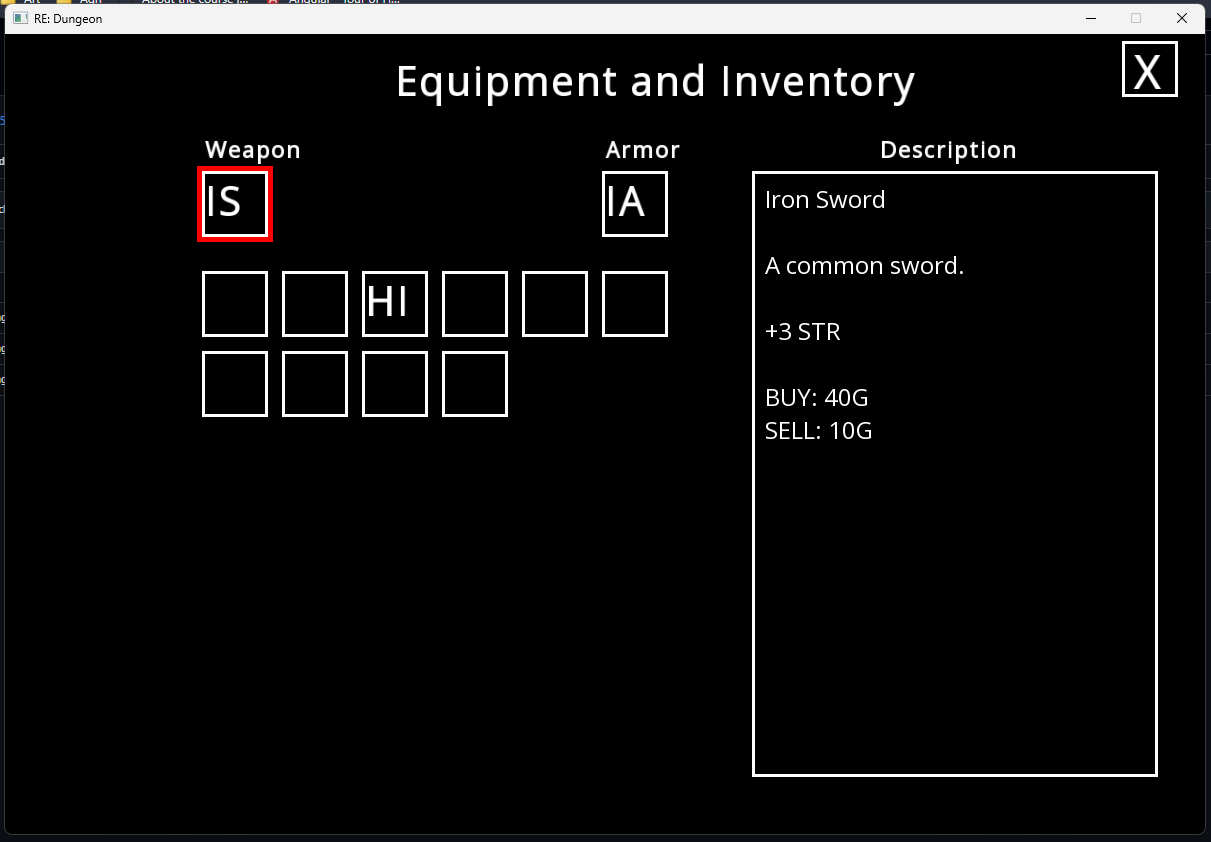 RE: Dungeon
Equipment and Inventory
X
Weapon
Armor
Description
IS
IA
HI
Iron Sword
A common sword.
+3 STR
BUY: 40G
SELL: 10G